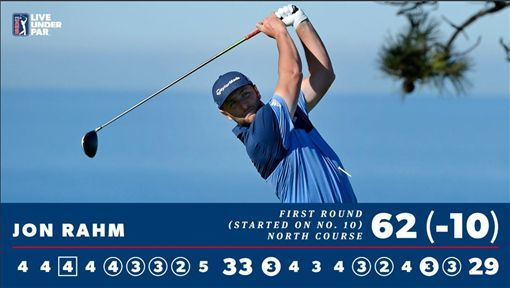 LIVE
UNDER
PAR
TaylorMade
JON RAHM
FIRST ROUND
(STARTED ON NO. 10)
NORTH COURSE
62 (-10)
4 4 4 4 4 3 3 2 5 33 3 4 3 4 3 2 4 3 3 29